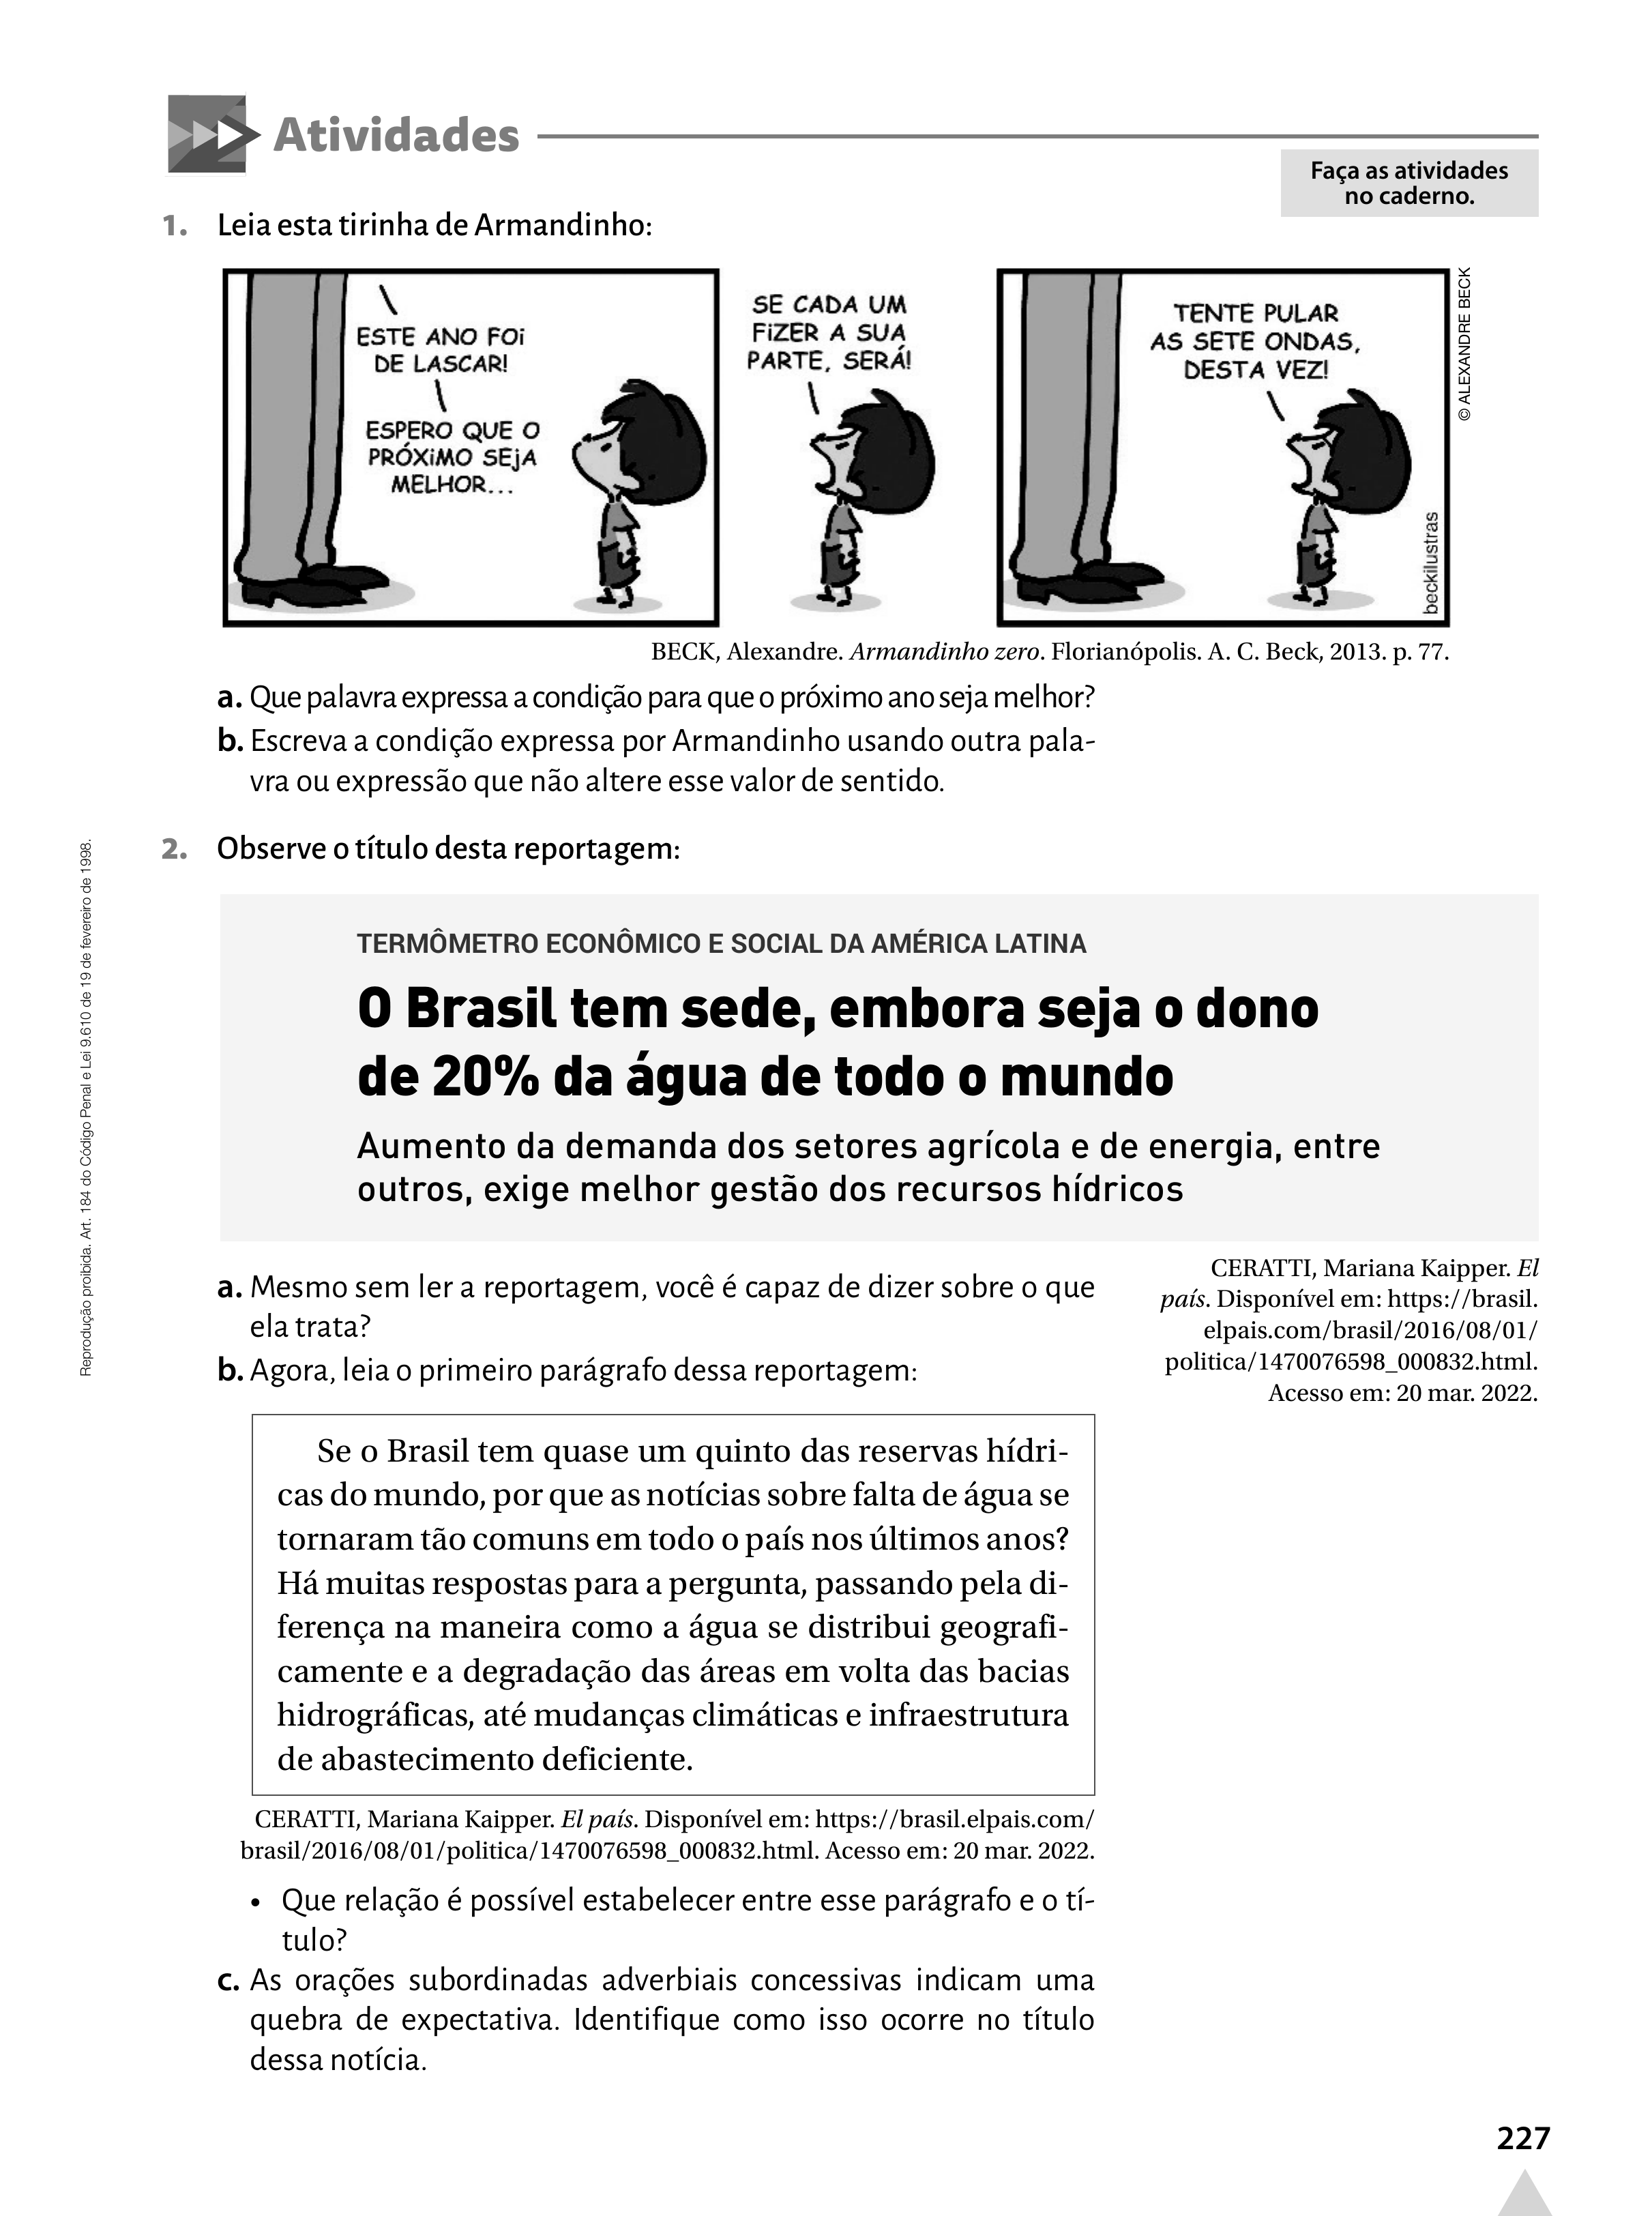 Atividades
Faça as atividades
no caderno.
1. Leia esta tirinha de Armandinho:
ESTE ANO FOi
DE LASCAR!
ESPERO QUE O
PRÓXiMO SEjA
MELHOR...
SE CADA UM
FiZER A SUA
PARTE, SERÁ!
TENTE PULAR
AS SETE ONDAS,
DESTA VEZ!
beckilustras
© ALEXANDRE BECK
BECK, Alexandre. Armandinho zero. Florianópolis. A. C. Beck, 2013. p. 77.
a. Que palavra expressa a condição para que o próximo ano seja melhor?
b. Escreva a condição expressa por Armandinho usando outra pala-
vra ou expressão que não altere esse valor de sentido.
2. Observe o título desta reportagem:
TERMÔMETRO ECONÔMICO E SOCIAL DA AMÉRICA LATINA
O Brasil tem sede, embora seja o dono
de 20% da água de todo o mundo
Aumento da demanda dos setores agrícola e de energia, entre
outros, exige melhor gestão dos recursos hídricos
CERATTI, Mariana Kaipper. El
país. Disponível em: https://brasil.
elpais.com/brasil/2016/08/01/
politica/1470076598_000832.html.
Acesso em: 20 mar. 2022.
a. Mesmo sem ler a reportagem, você é capaz de dizer sobre o que
ela trata?
b. Agora, leia o primeiro parágrafo dessa reportagem:
Se o Brasil tem quase um quinto das reservas hídri-
cas do mundo, por que as notícias sobre falta de água se
tornaram tão comuns em todo o país nos últimos anos?
Há muitas respostas para a pergunta, passando pela di-
ferença na maneira como a água se distribui geografi-
camente e a degradação das áreas em volta das bacias
hidrográficas, até mudanças climáticas e infraestrutura
de abastecimento deficiente.
CERATTI, Mariana Kaipper. El país. Disponível em: https://brasil.elpais.com/
brasil/2016/08/01/politica/1470076598_000832.html. Acesso em: 20 mar. 2022.
• Que relação é possível estabelecer entre esse parágrafo e o tí-
tulo?
c. As orações subordinadas adverbiais concessivas indicam uma
quebra de expectativa. Identifique como isso ocorre no título
dessa notícia.
Reprodução proibida. Art. 184 do Código Penal e Lei 9.610 de 19 de fevereiro de 1998.
227